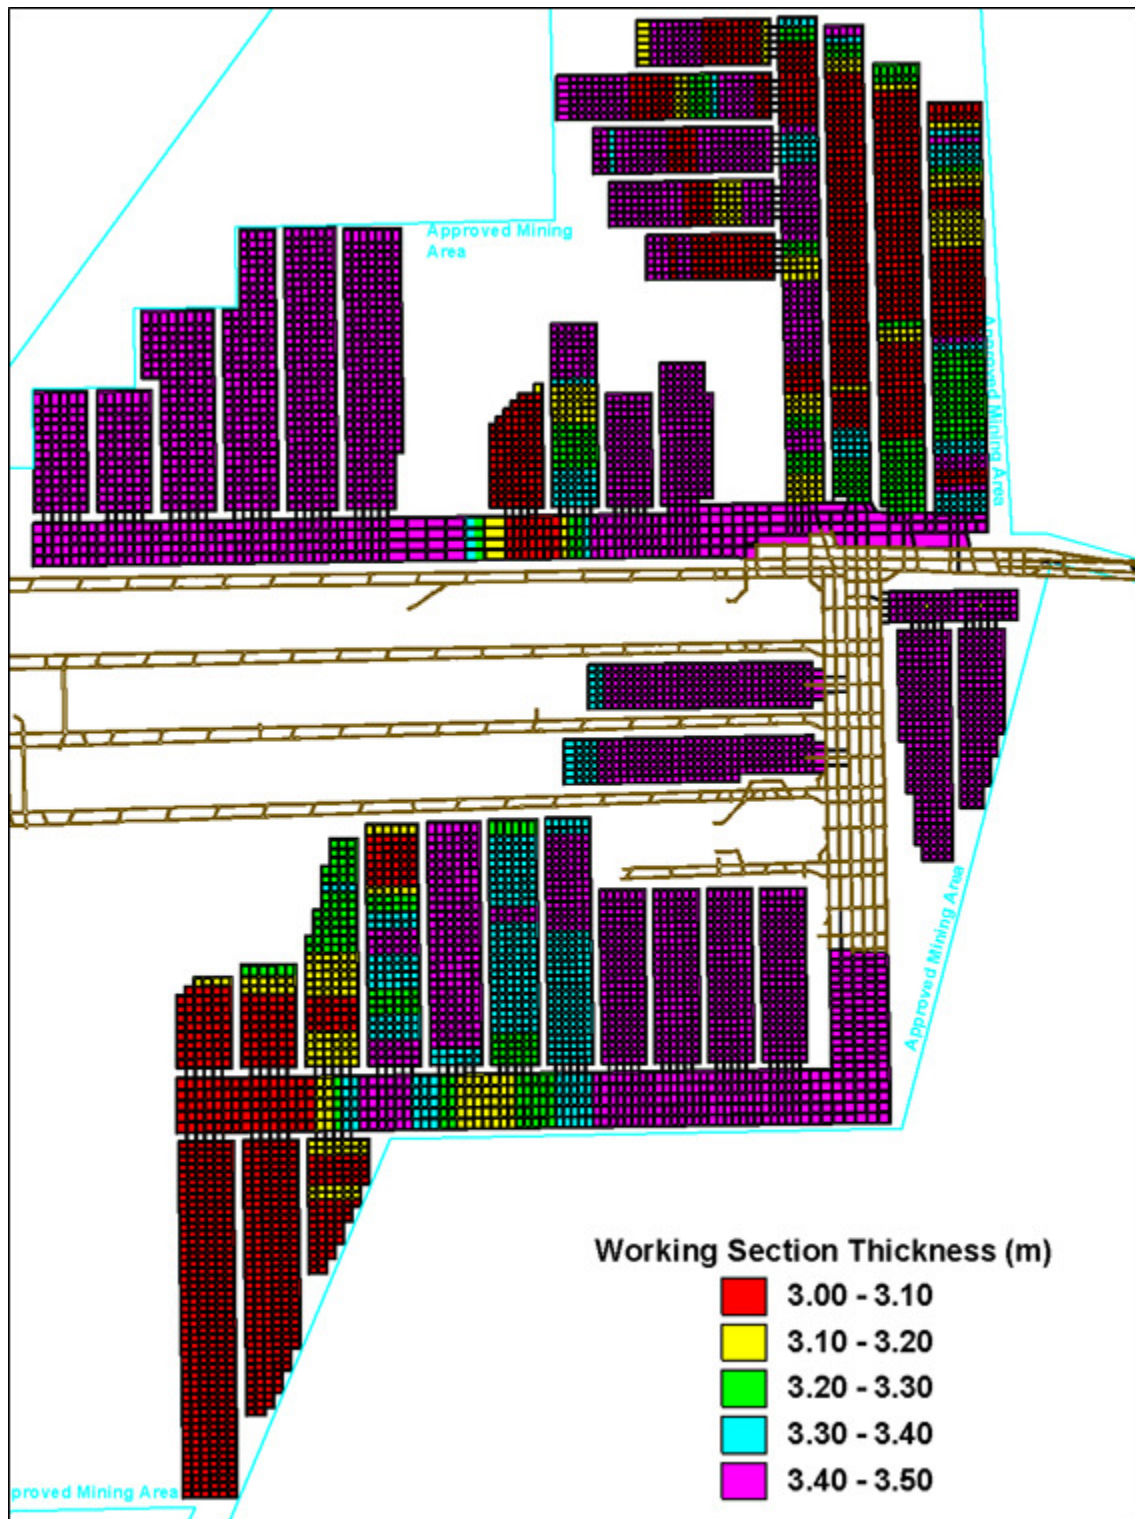 Approved Mining
Area
Approved Mining Area
Approved Mining Area
Working Section Thickness (m)
3.00 - 3.10
3.10 - 3.20
3.20 - 3.30
3.30 - 3.40
3.40 - 3.50
proved Mining Area